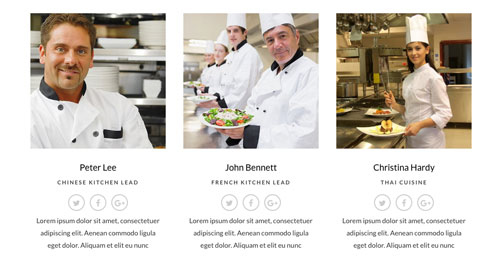 Peter Lee
CHINESE KITCHEN LEAD
Lorem ipsum dolor sit amet, consectetuer
adipiscing elit. Aenean commodo ligula
eget dolor. Aliquam et elit eu nunc
John Bennett
FRENCH KITCHEN LEAD
Lorem ipsum dolor sit amet, consectetuer
adipiscing elit. Aenean commodo ligula
eget dolor. Aliquam et elit eu nunc
Christina Hardy
THAI CUISINE
Lorem ipsum dolor sit amet, consectetuer
adipiscing elit. Aenean commodo ligula
eget dolor. Aliquam et elit eu nunc